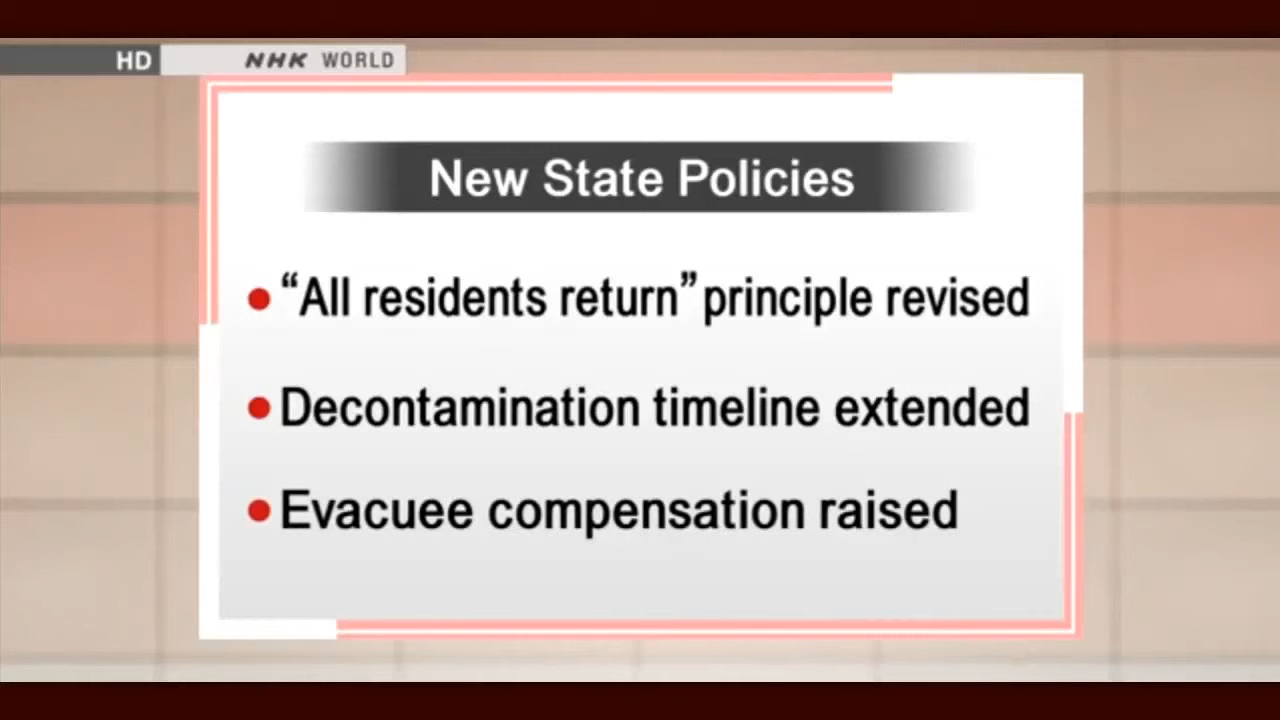 HD NHK WORLD
New State Policies
“All residents return” principle revised
Decontamination timeline extended
Evacuee compensation raised